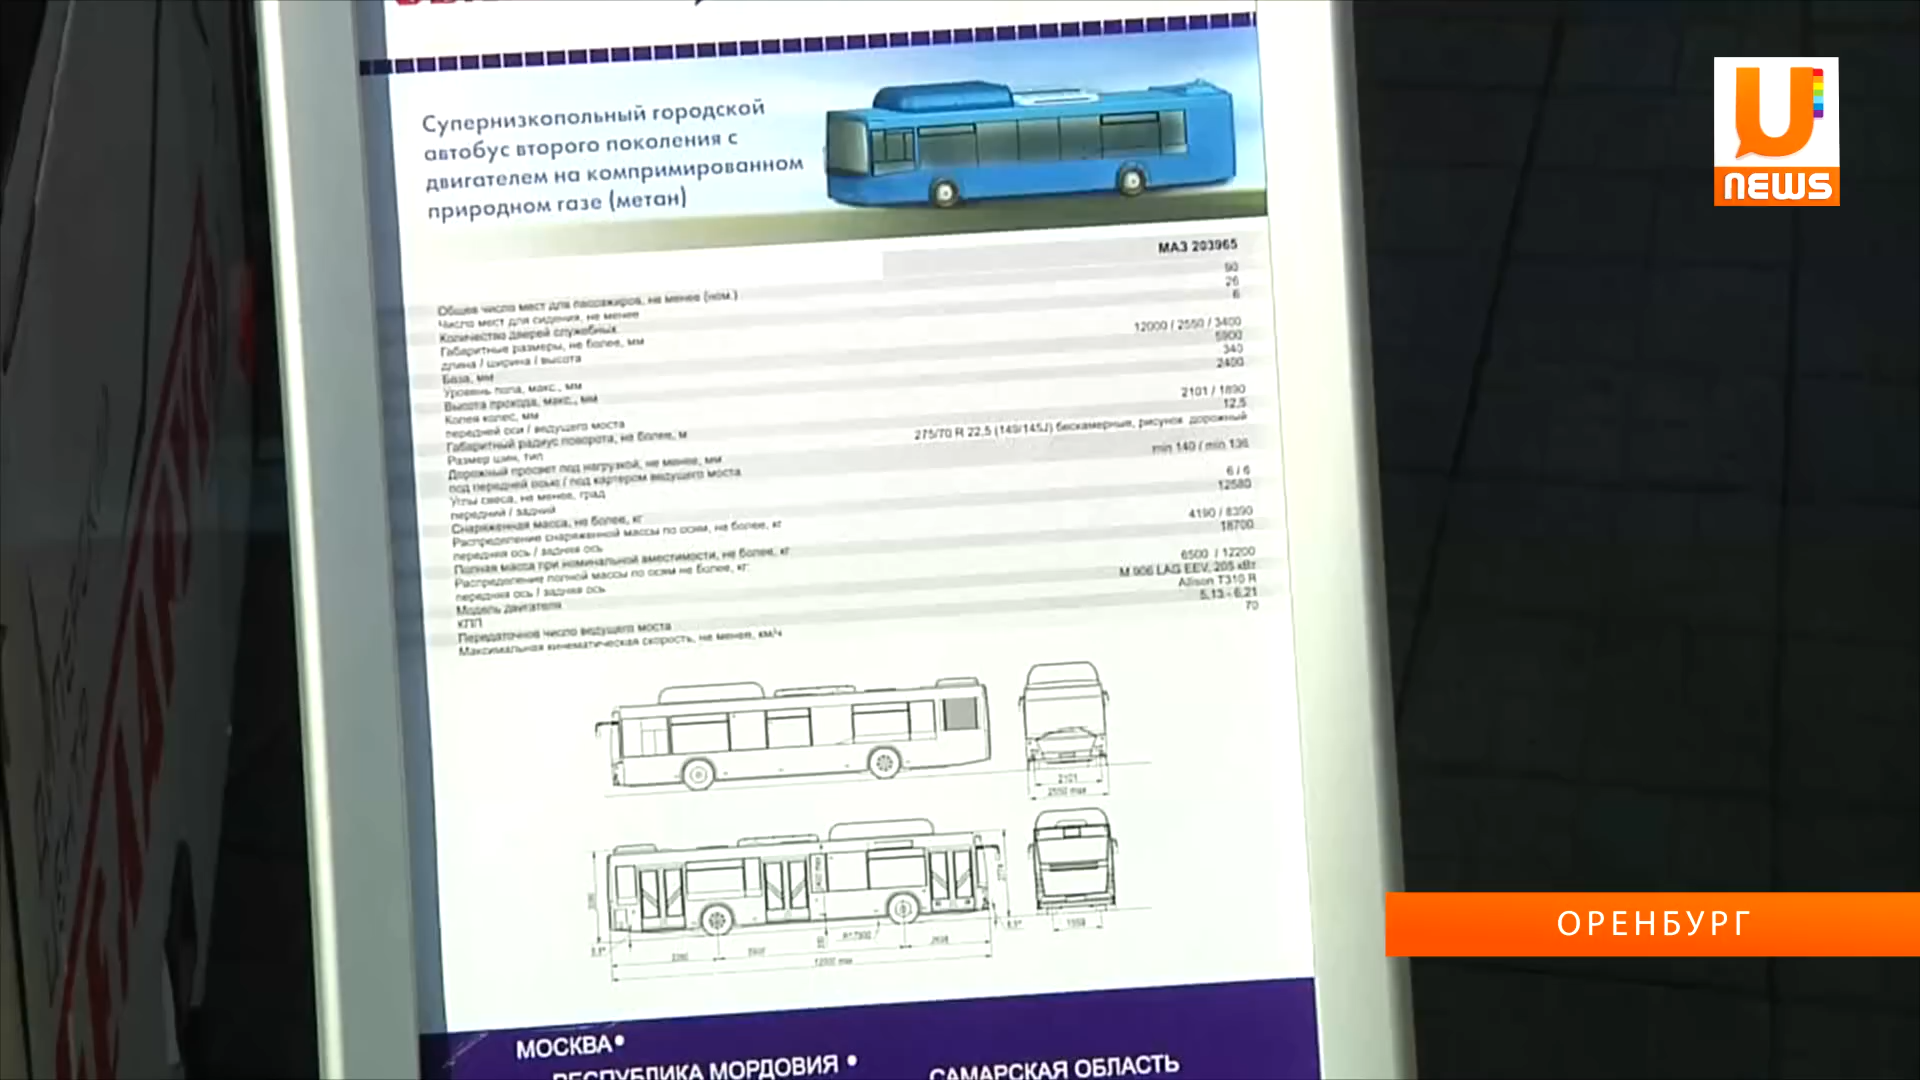 U
NEWS
Супернизкопольный городской
автобус второго поколения с
двигателем на компримированном
природном газе (метан)
МАЗ 203965
Общее число мест для пассажиров, не менее (ном.) 90
Число мест для сидения, не менее 26
Количество дверей служебных 6
Габаритные размеры, не более, мм
длина / ширина / высота 12000 / 2550 / 3400
База, мм 5900
Уровень пола, макс., мм 340
Высота прохода, макс., мм 2400
Колея колес, мм
передней оси / ведущего моста 2101 / 1890
Габаритный радиус поворота, не более, м 12,5
Размер шин, тип 275/70 R 22,5 (149/145J) бескамерные, рисунок дорожный
Дорожный просвет под нагрузкой, не менее, мм
под передней осью / под картером ведущего моста min 140 / min 136
Углы свеса, не менее, град
передний / задний 6 / 6
Снаряженная масса, не более, кг 12580
Распределение снаряженной массы по осям, не более, кг
передняя ось / задняя ось 4190 / 8390
Полная масса при номинальной вместимости, не более, кг 18700
Распределение полной массы по осям не более, кг:
передняя ось / задняя ось 6500 / 12200
Модель двигателя M 906 LAG EEV, 205 кВт
КПП Allison T310 R
Передаточное число ведущего моста 5,13 - 6,21
Максимальная кинематическая скорость, не менее, км/ч 70
2101
2550 max
5900
12000 max
ОРЕНБУРГ
МОСКВА
РЕСПУБЛИКА МОРДОВИЯ
САМАРСКАЯ ОБЛАСТЬ